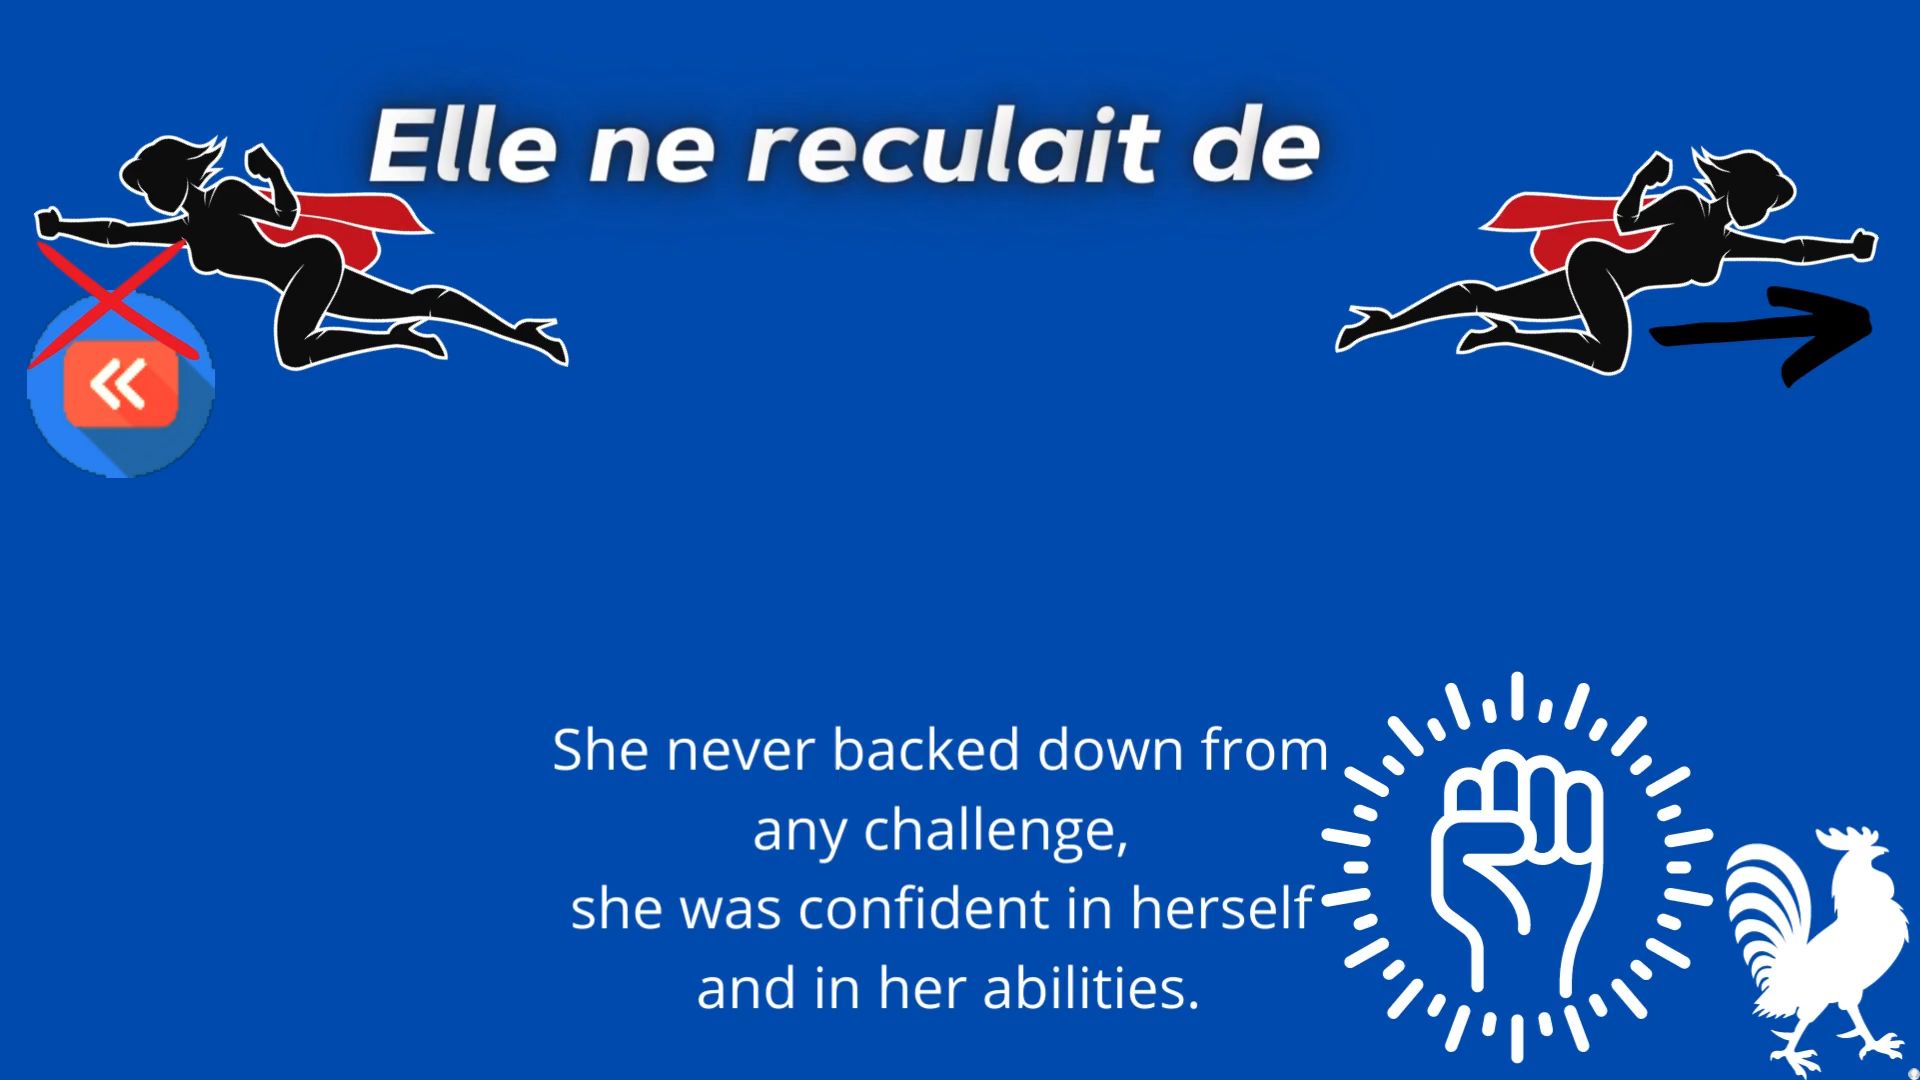 Elle ne reculait de
She never backed down from
any challenge,
she was confident in herself
and in her abilities.